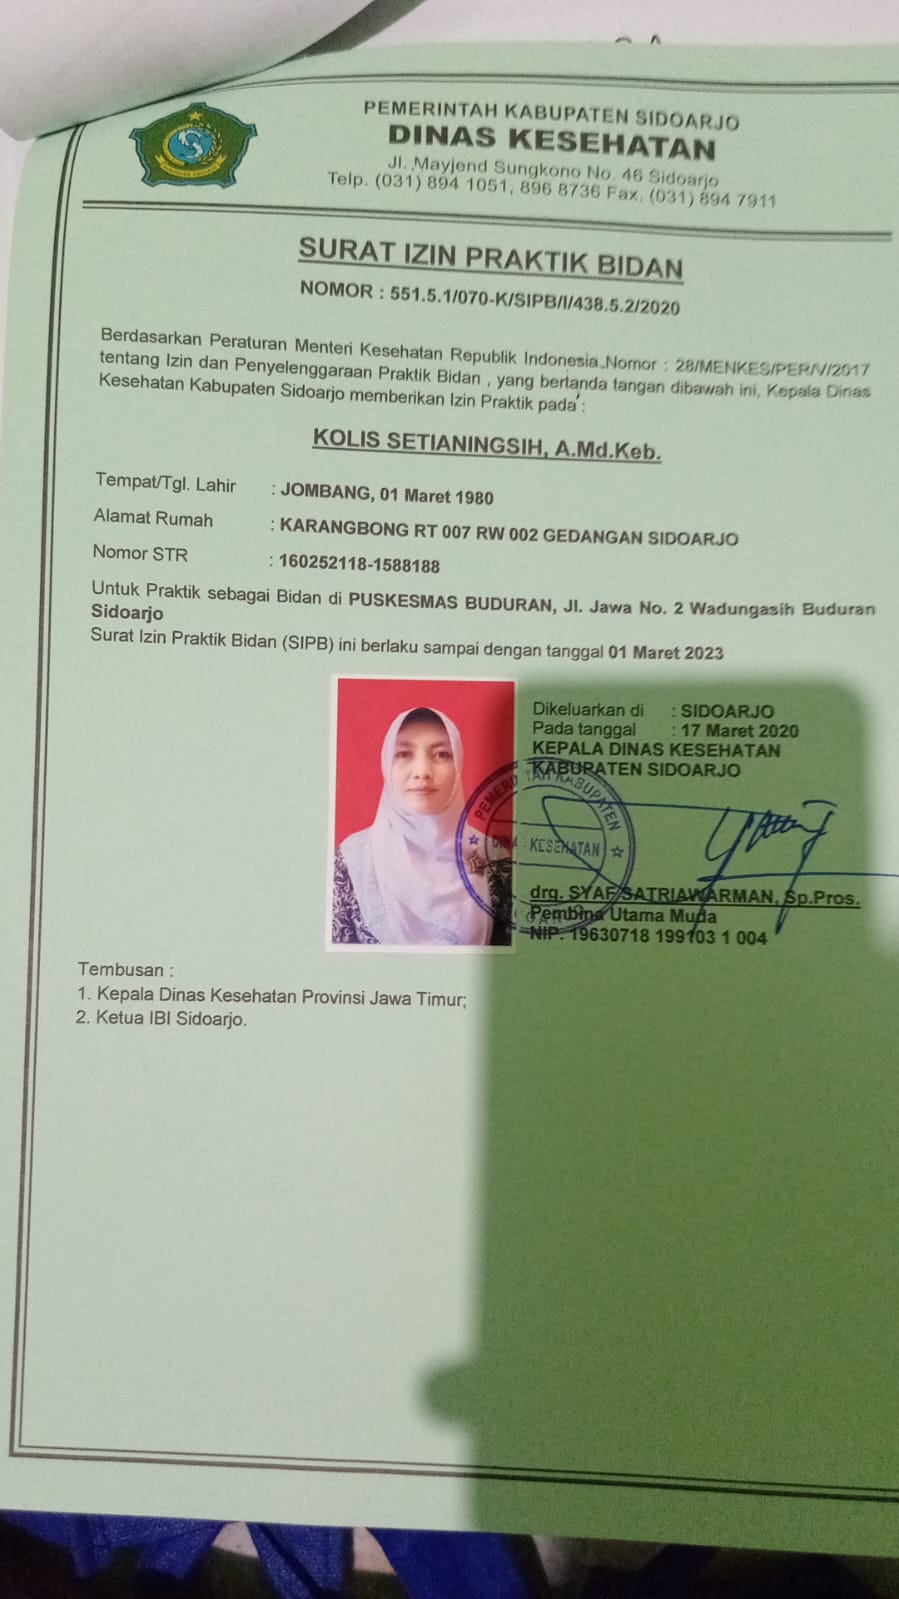 PEMERINTAH KABUPATEN SIDOARJO
DINAS KESEHATAN
Jl. Mayjend Sungkono No. 46 Sidoarjo
Telp. (031) 894 1051, 896 8736 Fax. (031) 894 7911
SURAT IZIN PRAKTIK BIDAN
NOMOR : 551.5.1/070-K/SIPB/I/438.5.2/2020
Berdasarkan Peraturan Menteri Kesehatan Republik Indonesia Nomor : 28/MENKES/PER/V/2017
tentang Izin dan Penyelenggaraan Praktik Bidan , yang bertanda tangan dibawah ini, Kepala Dinas
Kesehatan Kabupaten Sidoarjo memberikan Izin Praktik pada :
KOLIS SETIANINGSIH, A.Md.Keb.
Tempat/Tgl. Lahir : JOMBANG, 01 Maret 1980
Alamat Rumah : KARANGBONG RT 007 RW 002 GEDANGAN SIDOARJO
Nomor STR : 160252118-1588188
Untuk Praktik sebagai Bidan di PUSKESMAS BUDURAN, Jl. Jawa No. 2 Wadungasih Buduran
Sidoarjo
Surat Izin Praktik Bidan (SIPB) ini berlaku sampai dengan tanggal 01 Maret 2023
Dikeluarkan di : SIDOARJO
Pada tanggal : 17 Maret 2020
KEPALA DINAS KESEHATAN
KABUPATEN SIDOARJO
PEMERINTAH KABUPATEN
DINAS KESEHATAN
drg. SYAF SATRIAWARMAN, Sp.Pros.
Pembina Utama Muda
NIP. 19630718 199103 1 004
Tembusan :
1. Kepala Dinas Kesehatan Provinsi Jawa Timur;
2. Ketua IBI Sidoarjo.